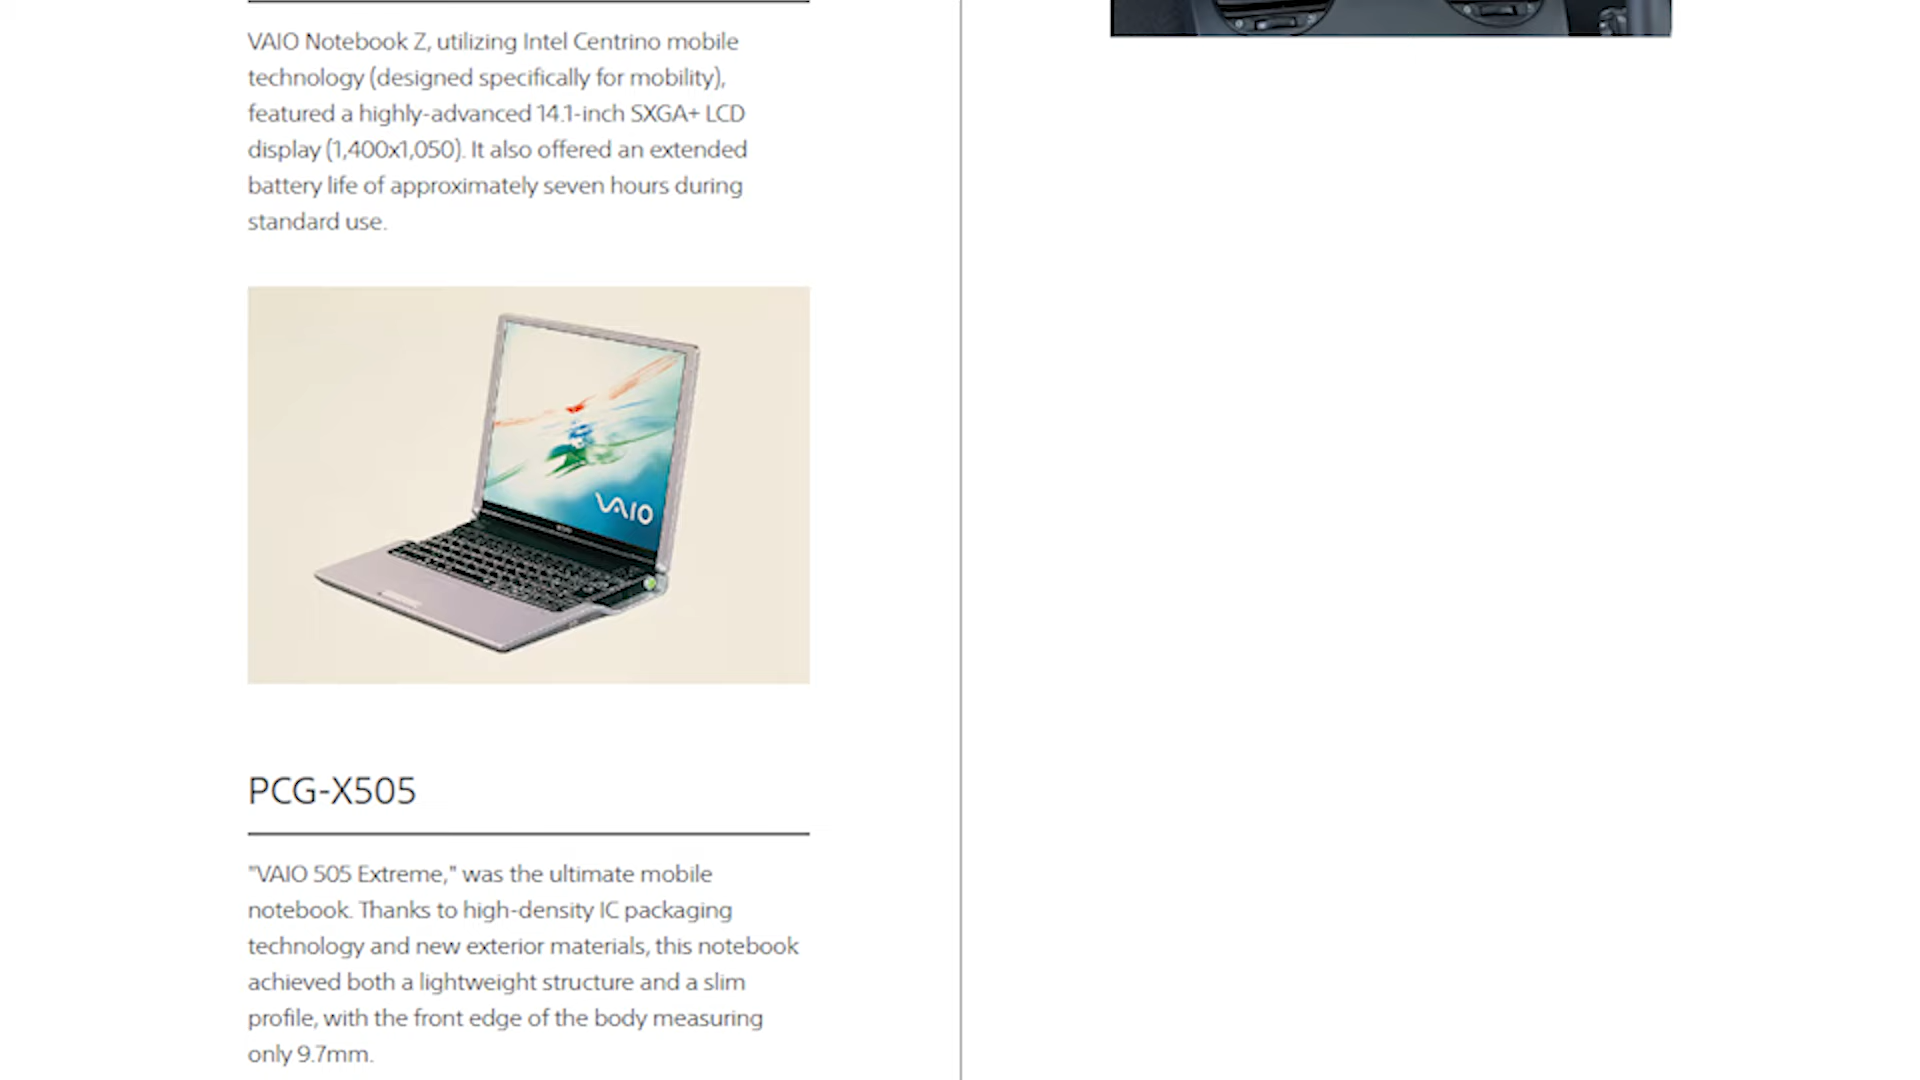 VAIO Notebook Z, utilizing Intel Centrino mobile
technology (designed specifically for mobility),
featured a highly-advanced 14.1-inch SXGA+ LCD
display (1,400x1,050). It also offered an extended
battery life of approximately seven hours during
standard use.
VAIO
PCG-X505
"VAIO 505 Extreme," was the ultimate mobile
notebook. Thanks to high-density IC packaging
technology and new exterior materials, this notebook
achieved both a lightweight structure and a slim
profile, with the front edge of the body measuring
only 9.7mm.